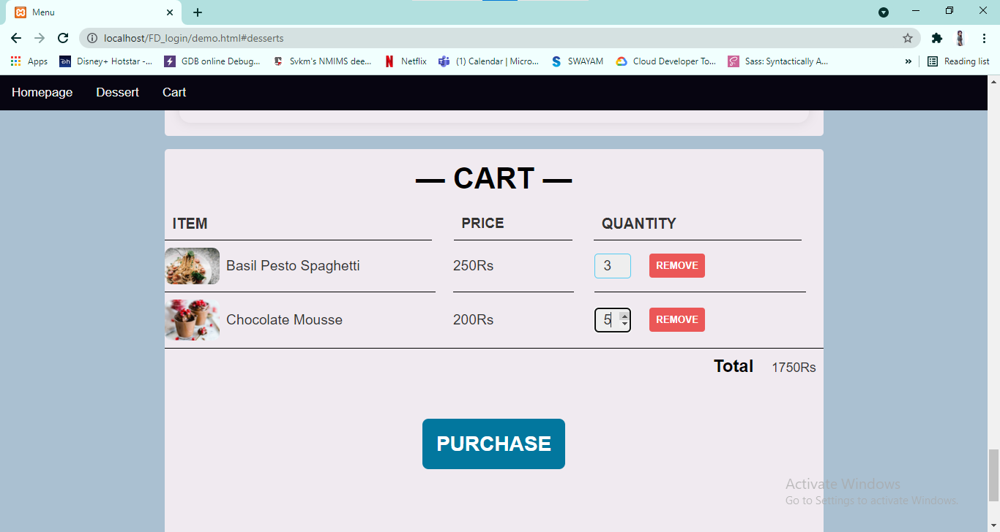 Menu
localhost/FD_login/demo.html#desserts
Apps Disney+ Hotstar -... GDB online Debug... Svkm's NMIMS dee... Netflix (1) Calendar | Micro... SWAYAM Cloud Developer To... Sass: Syntactically A... » Reading list
Homepage Dessert Cart
— CART —
ITEM PRICE QUANTITY
Basil Pesto Spaghetti 250Rs 3 REMOVE
Chocolate Mousse 200Rs 5 REMOVE
Total 1750Rs
PURCHASE
Activate Windows
Go to Settings to activate Windows.